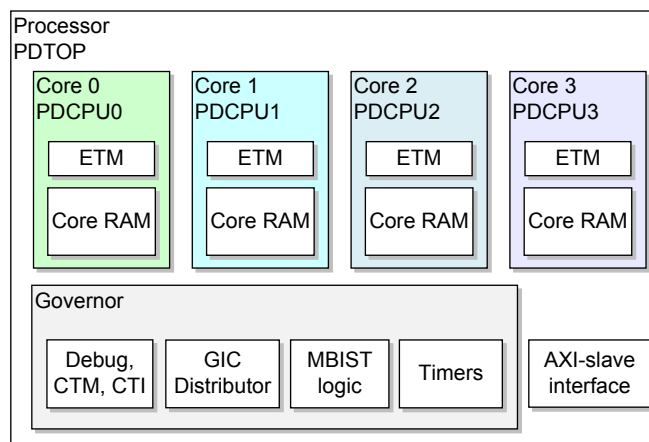 Processor
PDTOP
Core 0
PDCPU0
ETM
Core RAM
Core 1
PDCPU1
ETM
Core RAM
Core 2
PDCPU2
ETM
Core RAM
Core 3
PDCPU3
ETM
Core RAM
Governor
Debug,
CTM, CTI
GIC
Distributor
MBIST
logic
Timers
AXI-slave
interface